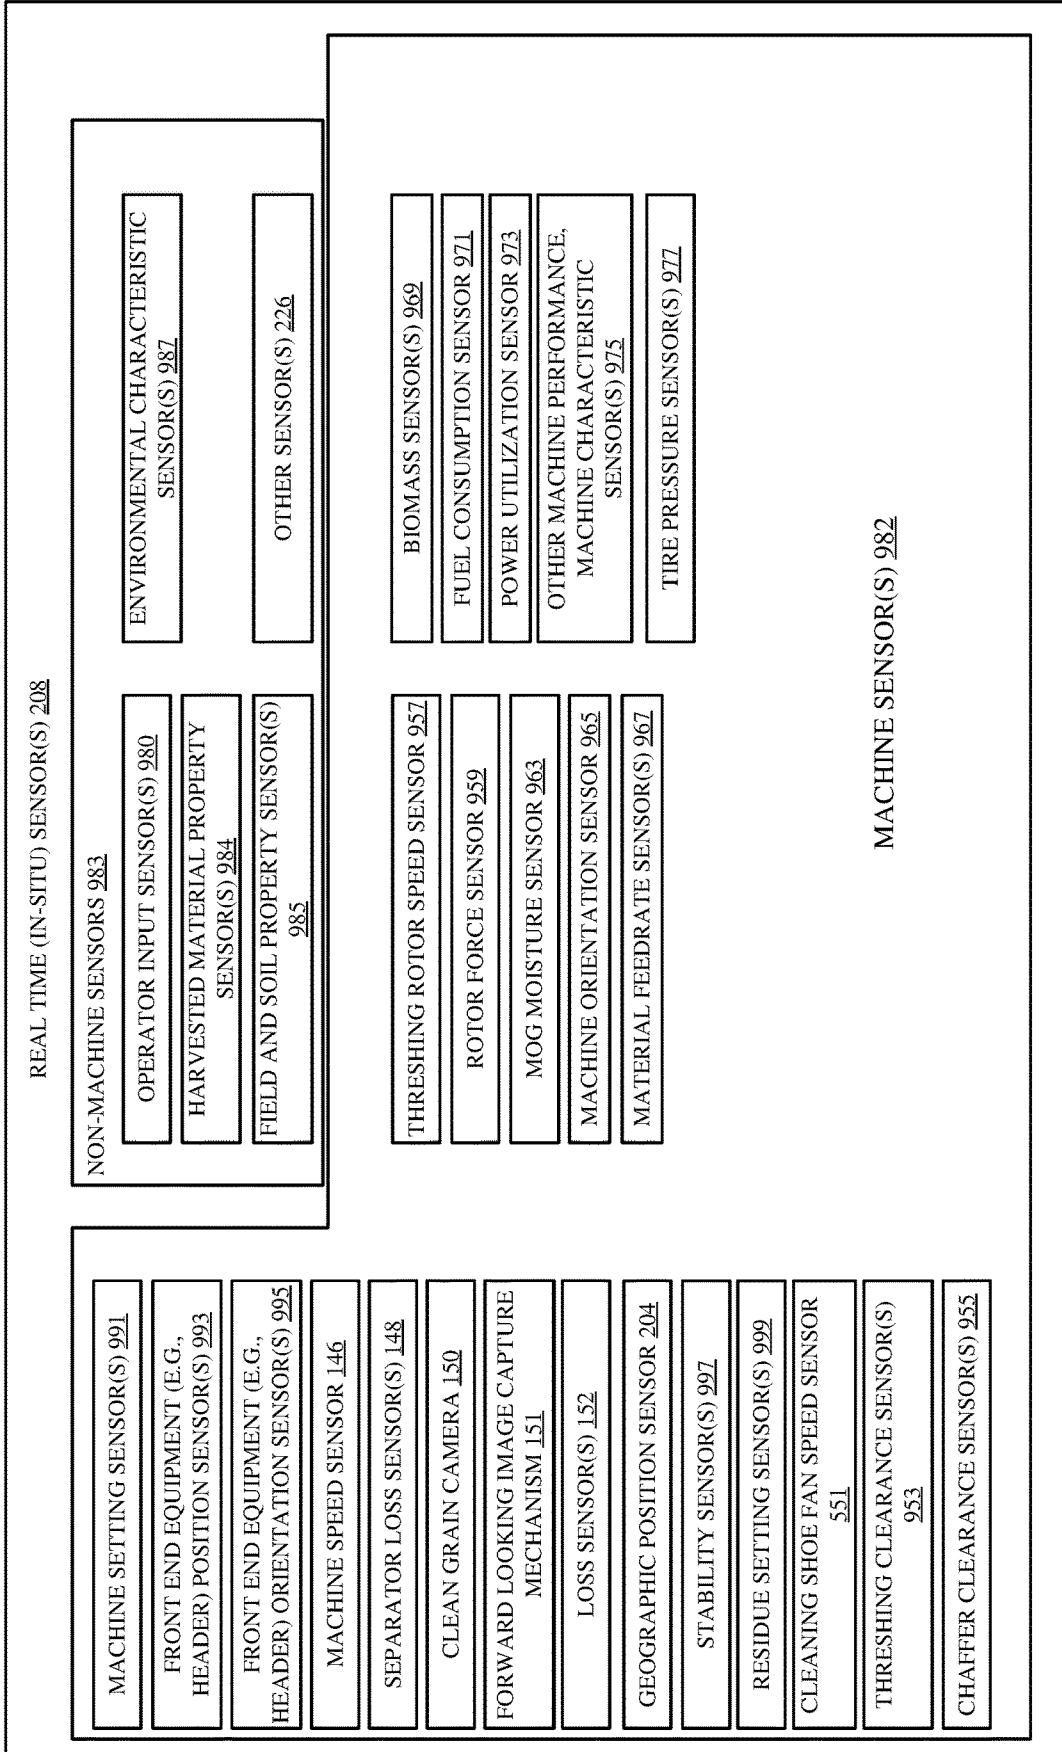 REAL TIME (IN-SITU) SENSOR(S) 208
NON-MACHINE SENSORS 983
OPERATOR INPUT SENSOR(S) 980
HARVESTED MATERIAL PROPERTY
SENSOR(S) 984
FIELD AND SOIL PROPERTY SENSOR(S)
985
ENVIRONMENTAL CHARACTERISTIC
SENSOR(S) 987
OTHER SENSOR(S) 226
MACHINE SETTING SENSOR(S) 991
FRONT END EQUIPMENT (E.G.,
HEADER) POSITION SENSOR(S) 993
FRONT END EQUIPMENT (E.G.,
HEADER) ORIENTATION SENSOR(S) 995
MACHINE SPEED SENSOR 146
SEPARATOR LOSS SENSOR(S) 148
CLEAN GRAIN CAMERA 150
FORWARD LOOKING IMAGE CAPTURE
MECHANISM 151
LOSS SENSOR(S) 152
GEOGRAPHIC POSITION SENSOR 204
STABILITY SENSOR(S) 997
RESIDUE SETTING SENSOR(S) 999
CLEANING SHOE FAN SPEED SENSOR
551
THRESHING CLEARANCE SENSOR(S)
953
CHAFFER CLEARANCE SENSOR(S) 955
THRESHING ROTOR SPEED SENSOR 957
ROTOR FORCE SENSOR 959
MOG MOISTURE SENSOR 963
MACHINE ORIENTATION SENSOR 965
MATERIAL FEEDRATE SENSOR(S) 967
BIOMASS SENSOR(S) 969
FUEL CONSUMPTION SENSOR 971
POWER UTILIZATION SENSOR 973
OTHER MACHINE PERFORMANCE,
MACHINE CHARACTERISTIC
SENSOR(S) 975
TIRE PRESSURE SENSOR(S) 977
MACHINE SENSOR(S) 982